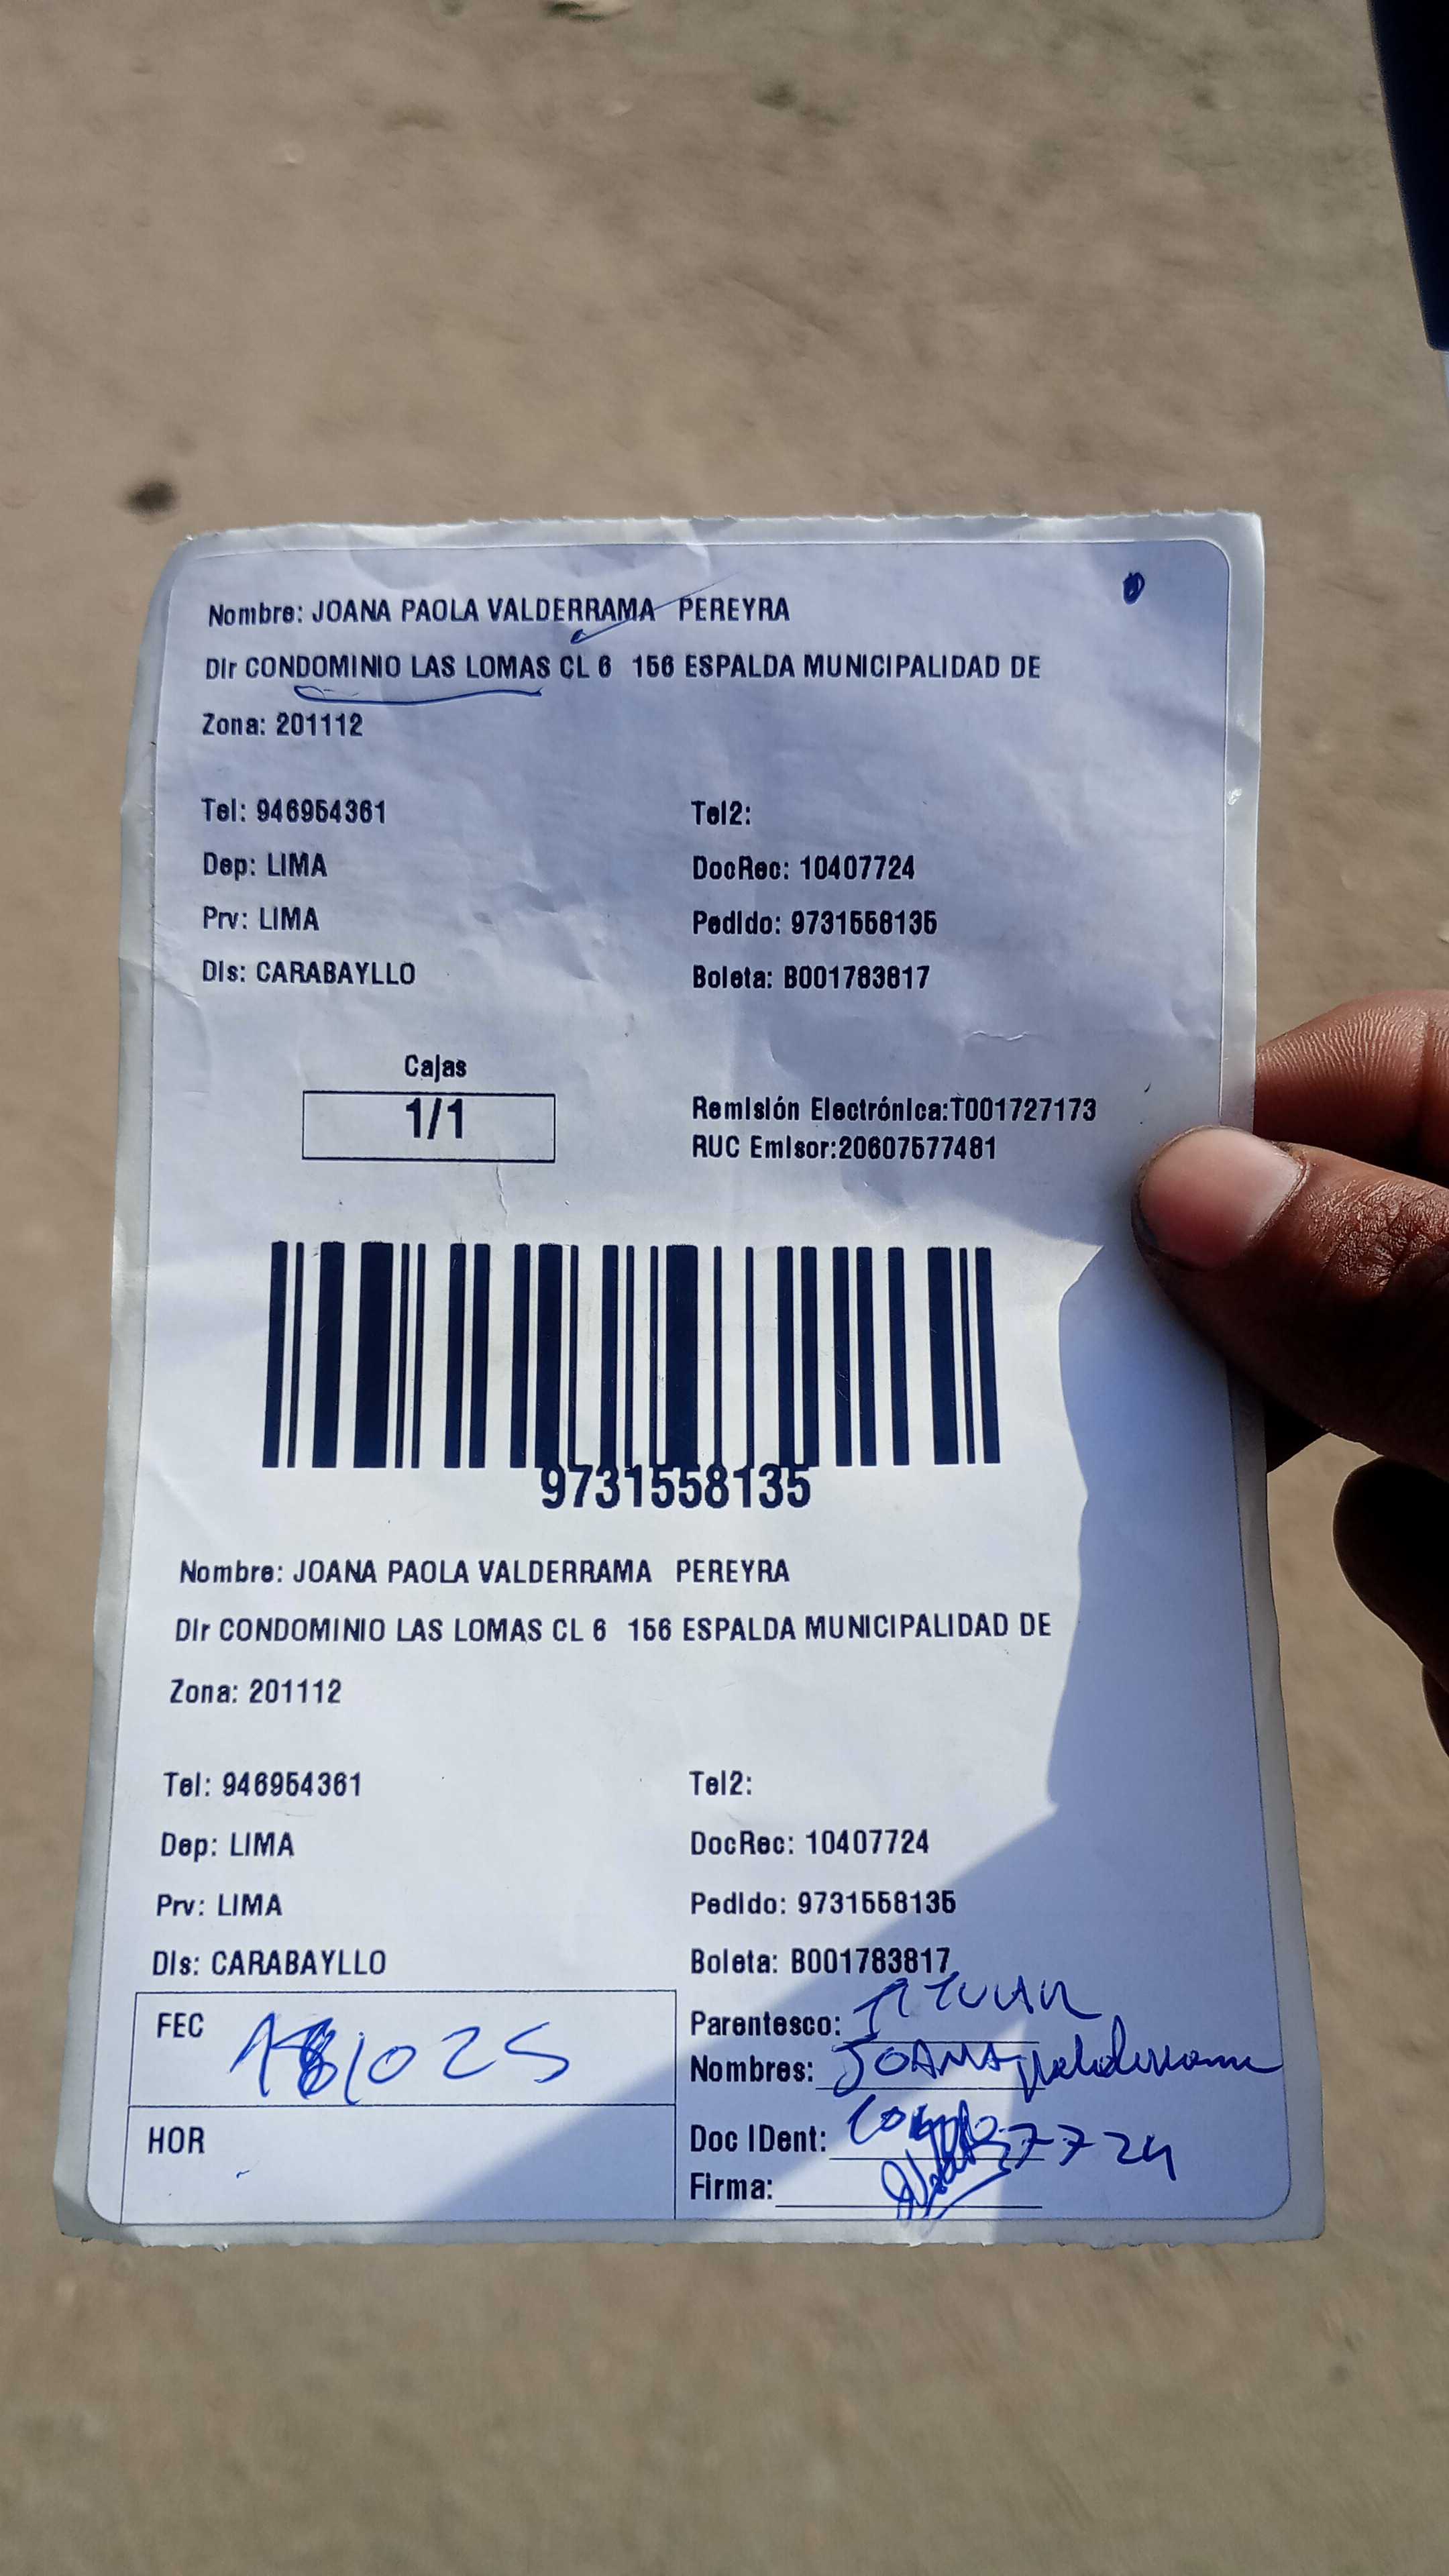 Nombre: JOANA PAOLA VALDERRAMA PEREYRA
Dir CONDOMINIO LAS LOMAS CL 6 156 ESPALDA MUNICIPALIDAD DE
Zona: 201112
Tel: 946954361 Tel2:
Dep: LIMA DocRec: 10407724
Prv: LIMA Pedido: 9731558135
Dis: CARABAYLLO Boleta: B001783817
Cajas
1/1
Remisión Electrónica:T001727173
RUC Emisor:20607577481
9731558135
Nombre: JOANA PAOLA VALDERRAMA PEREYRA
Dir CONDOMINIO LAS LOMAS CL 6 156 ESPALDA MUNICIPALIDAD DE
Zona: 201112
Tel: 946954361 Tel2:
Dep: LIMA DocRec: 10407724
Prv: LIMA Pedido: 9731558135
Dis: CARABAYLLO Boleta: B001783817
FEC
HOR
Parentesco: TITULAR
Nombres: JOANA Valderrama
Doc IDent:
Firma: